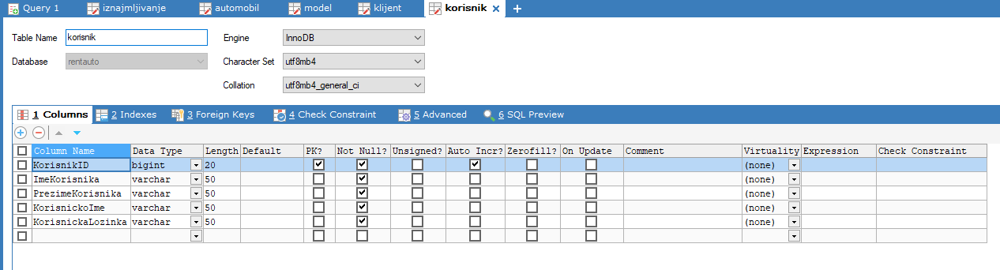 Query 1 iznajmljivanje automobil model klijent korisnik
Table Name korisnik Engine InnoDB
Database rentauto Character Set utf8mb4
Collation utf8mb4_general_ci
1 Columns 2 Indexes 3 Foreign Keys 4 Check Constraint 5 Advanced 6 SQL Preview
Column Name Data Type Length Default PK? Not Null? Unsigned? Auto Incr? Zerofill? On Update Comment Virtuality Expression Check Constraint
KorisnikID bigint 20 (none)
ImeKorisnika varchar 50 (none)
PrezimeKorisnika varchar 50 (none)
KorisnickoIme varchar 50 (none)
KorisnickaLozinka varchar 50 (none)